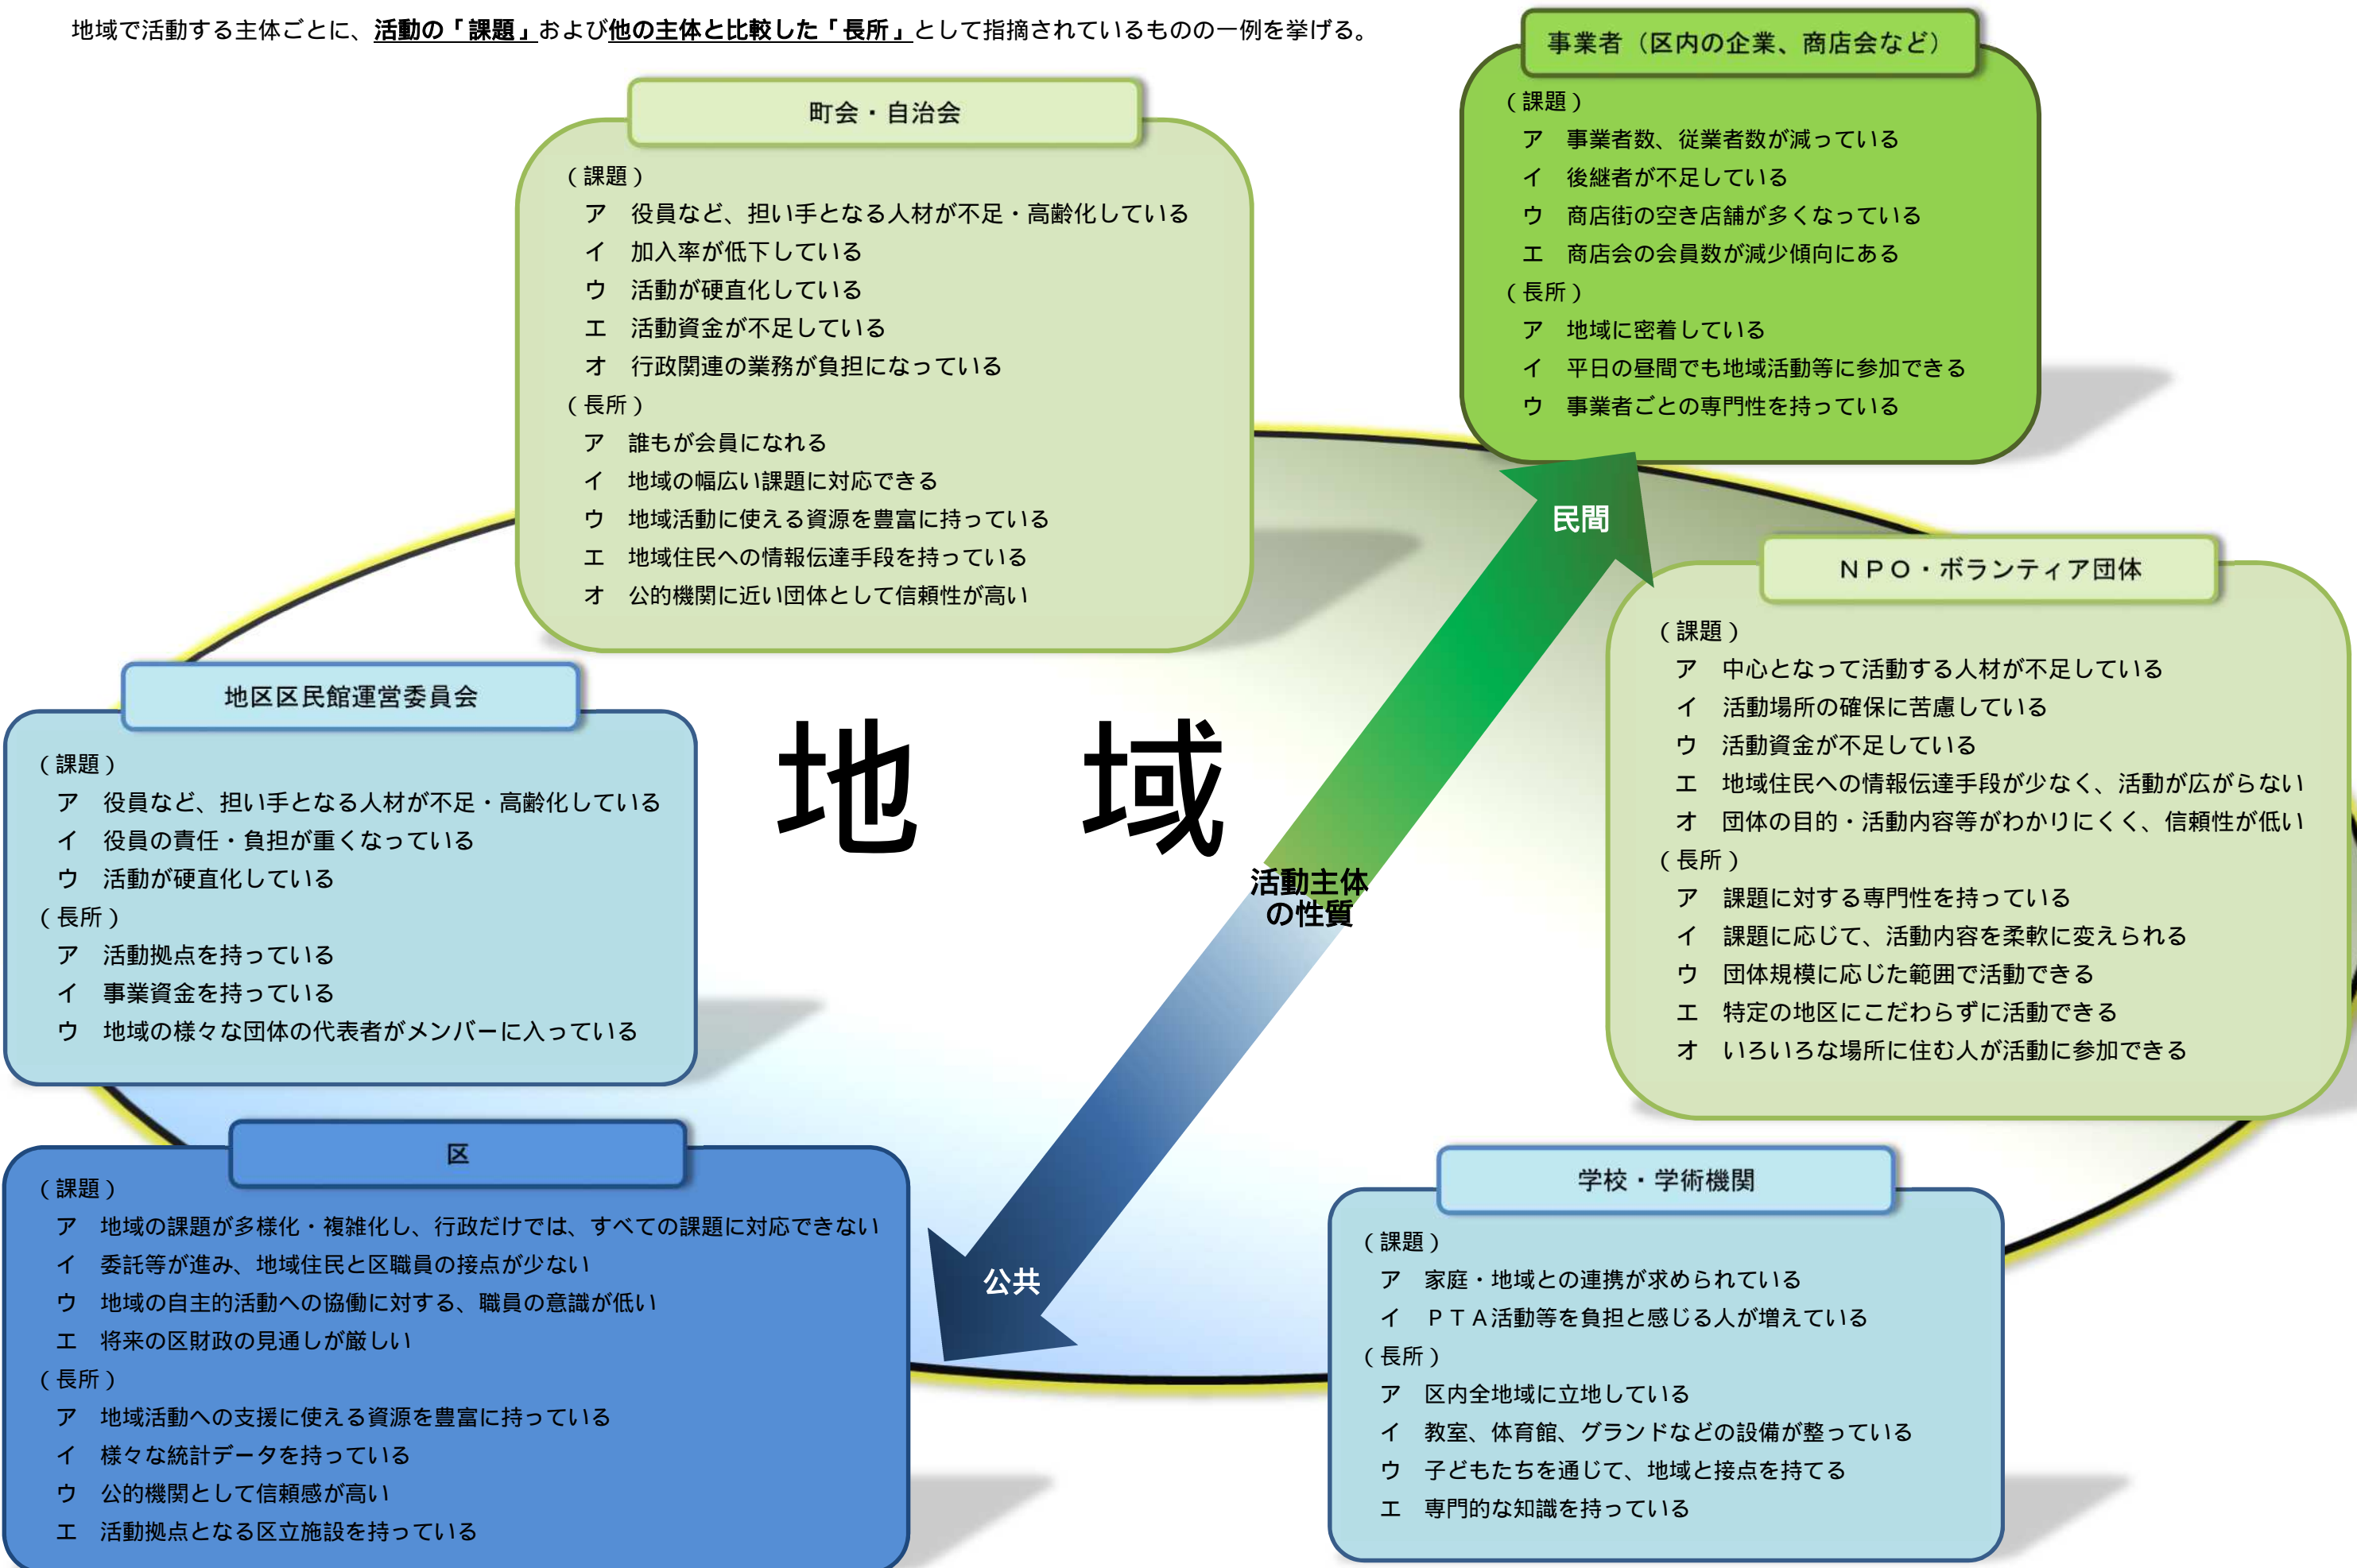 地域で活動する主体ごとに、活動の「課題」および他の主体と比較した「長所」として指摘されているものの一例を挙げる。
事業者（区内の企業、商店会など）
（課題）
ア　事業者数、従業者数が減っている
イ　後継者が不足している
ウ　商店街の空き店舗が多くなっている
エ　商店会の会員数が減少傾向にある
（長所）
ア　地域に密着している
イ　平日の昼間でも地域活動等に参加できる
ウ　事業者ごとの専門性を持っている
町会・自治会
（課題）
ア　役員など、担い手となる人材が不足・高齢化している
イ　加入率が低下している
ウ　活動が硬直化している
エ　活動資金が不足している
オ　行政関連の業務が負担になっている
（長所）
ア　誰もが会員になれる
イ　地域の幅広い課題に対応できる
ウ　地域活動に使える資源を豊富に持っている
エ　地域住民への情報伝達手段を持っている
オ　公的機関に近い団体として信頼性が高い
民間
ＮＰＯ・ボランティア団体
（課題）
ア　中心となって活動する人材が不足している
イ　活動場所の確保に苦慮している
ウ　活動資金が不足している
エ　地域住民への情報伝達手段が少なく、活動が広がらない
オ　団体の目的・活動内容等がわかりにくく、信頼性が低い
（長所）
ア　課題に対する専門性を持っている
イ　課題に応じて、活動内容を柔軟に変えられる
ウ　団体規模に応じた範囲で活動できる
エ　特定の地区にこだわらずに活動できる
オ　いろいろな場所に住む人が活動に参加できる
地区区民館運営委員会
（課題）
ア　役員など、担い手となる人材が不足・高齢化している
イ　役員の責任・負担が重くなっている
ウ　活動が硬直化している
（長所）
ア　活動拠点を持っている
イ　事業資金を持っている
ウ　地域の様々な団体の代表者がメンバーに入っている
地　域
活動主体
の性質
区
（課題）
ア　地域の課題が多様化・複雑化し、行政だけでは、すべての課題に対応できない
イ　委託等が進み、地域住民と区職員の接点が少ない
ウ　地域の自主的活動への協働に対する、職員の意識が低い
エ　将来の区財政の見通しが厳しい
（長所）
ア　地域活動への支援に使える資源を豊富に持っている
イ　様々な統計データを持っている
ウ　公的機関として信頼感が高い
エ　活動拠点となる区立施設を持っている
公共
学校・学術機関
（課題）
ア　家庭・地域との連携が求められている
イ　ＰＴＡ活動等を負担と感じる人が増えている
（長所）
ア　区内全地域に立地している
イ　教室、体育館、グランドなどの設備が整っている
ウ　子どもたちを通じて、地域と接点を持てる
エ　専門的な知識を持っている